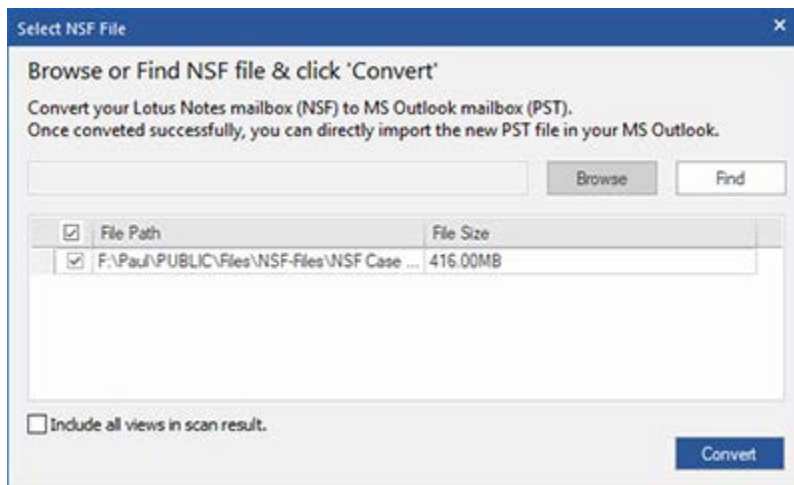 Select NSF File
Browse or Find NSF file & click 'Convert'
Convert your Lotus Notes mailbox (NSF) to MS Outlook mailbox (PST).
Once conveted successfully, you can directly import the new PST file in your MS Outlook.
Browse Find
File Path File Size
F:\Paul\PUBLIC\Files\NSF-Files\NSF Case ... 416.00MB
Include all views in scan result.
Convert